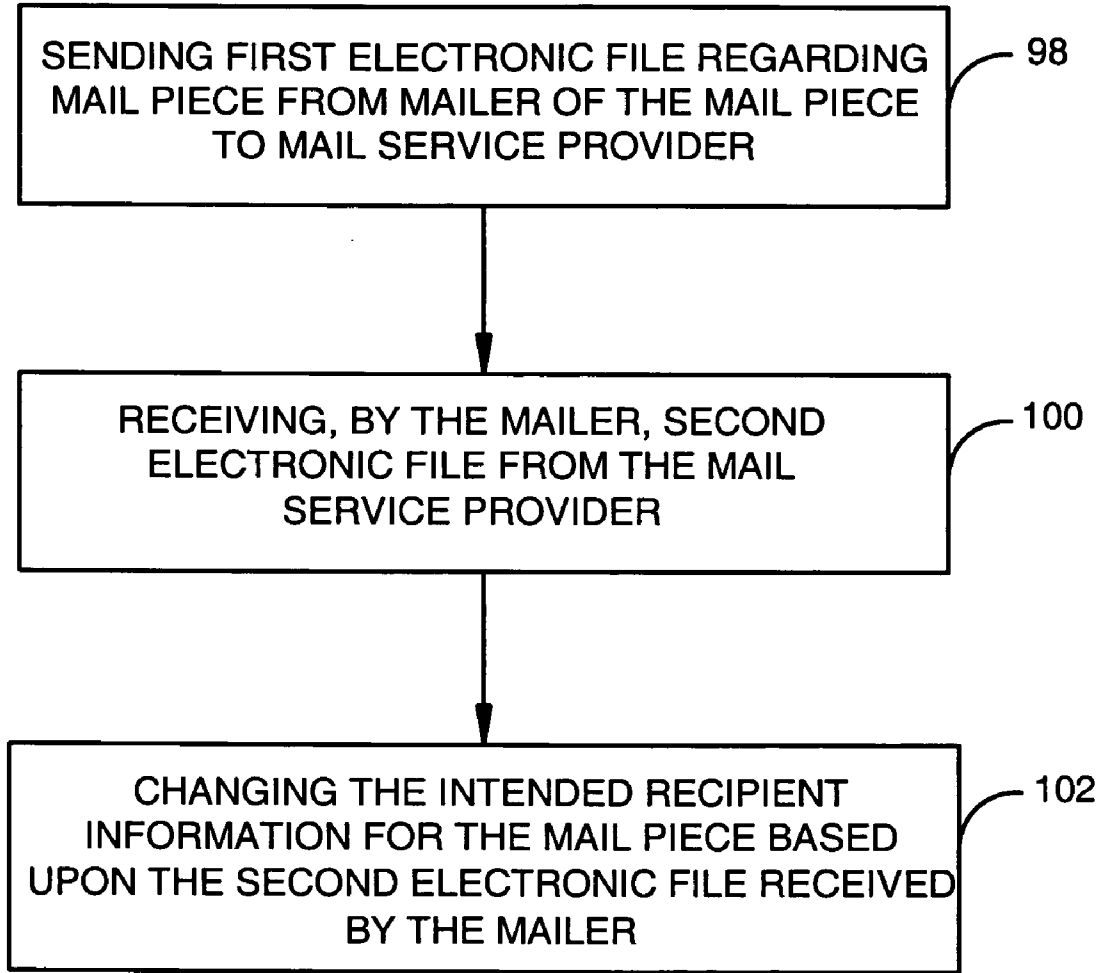 SENDING FIRST ELECTRONIC FILE REGARDING
MAIL PIECE FROM MAILER OF THE MAIL PIECE
TO MAIL SERVICE PROVIDER
98
RECEIVING, BY THE MAILER, SECOND
ELECTRONIC FILE FROM THE MAIL
SERVICE PROVIDER
100
CHANGING THE INTENDED RECIPIENT
INFORMATION FOR THE MAIL PIECE BASED
UPON THE SECOND ELECTRONIC FILE RECEIVED
BY THE MAILER
102